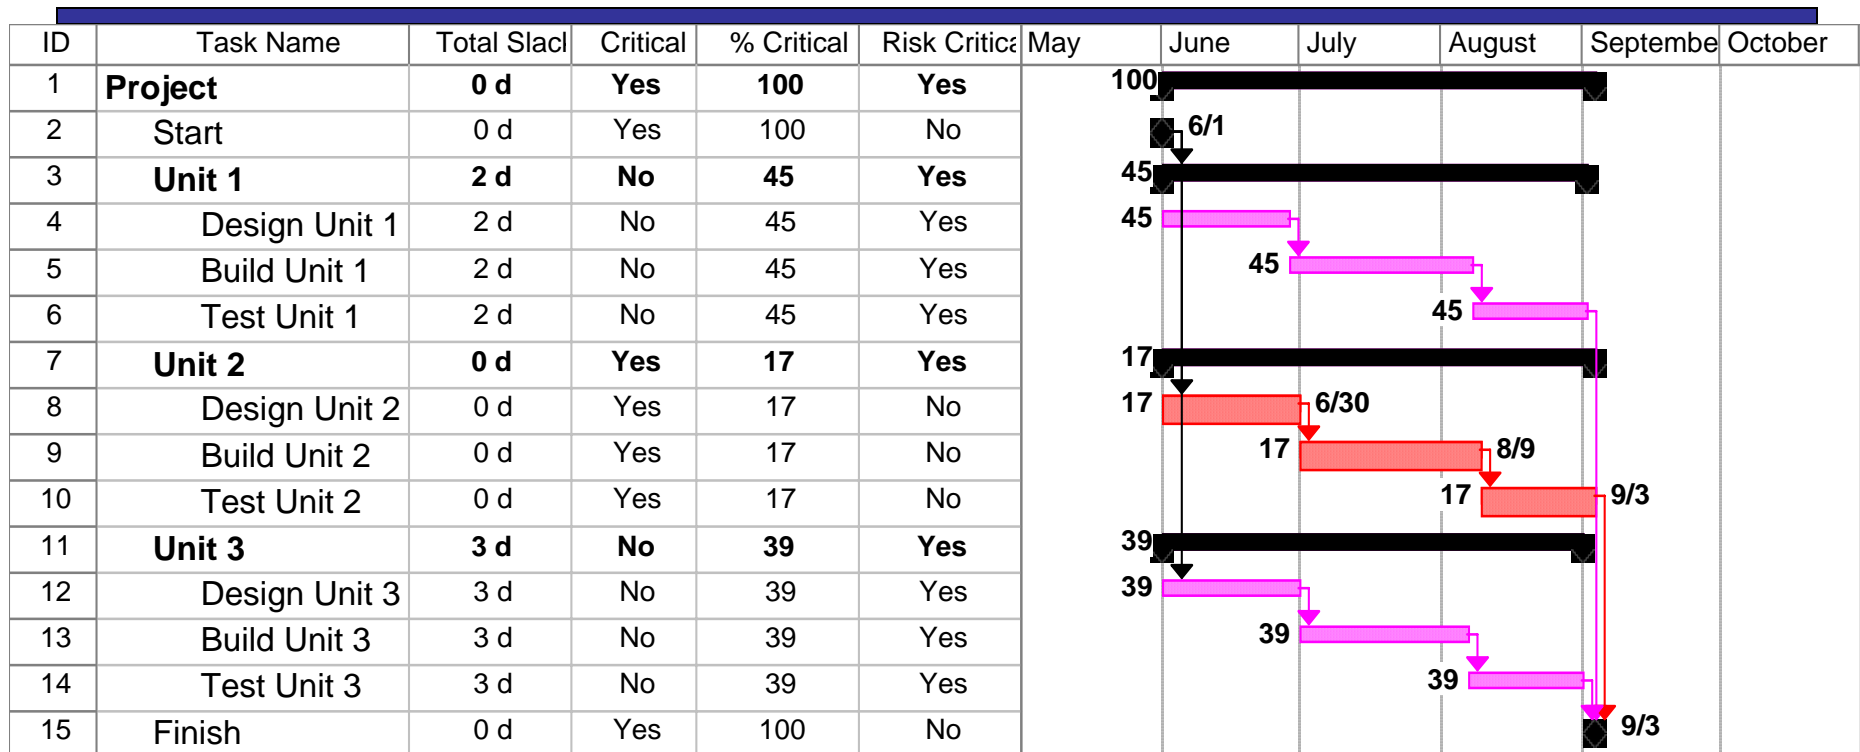 ID Task Name Total Slacl Critical % Critical Risk Critica May June July August Septembe October
1 Project 0 d Yes 100 Yes 100
2 Start 0 d Yes 100 No 6/1
3 Unit 1 2 d No 45 Yes 45
4 Design Unit 1 2 d No 45 Yes 45
5 Build Unit 1 2 d No 45 Yes 45
6 Test Unit 1 2 d No 45 Yes 45
7 Unit 2 0 d Yes 17 Yes 17
8 Design Unit 2 0 d Yes 17 No 17 6/30
9 Build Unit 2 0 d Yes 17 No 17 8/9
10 Test Unit 2 0 d Yes 17 No 17 9/3
11 Unit 3 3 d No 39 Yes 39
12 Design Unit 3 3 d No 39 Yes 39
13 Build Unit 3 3 d No 39 Yes 39
14 Test Unit 3 3 d No 39 Yes 39
15 Finish 0 d Yes 100 No 9/3